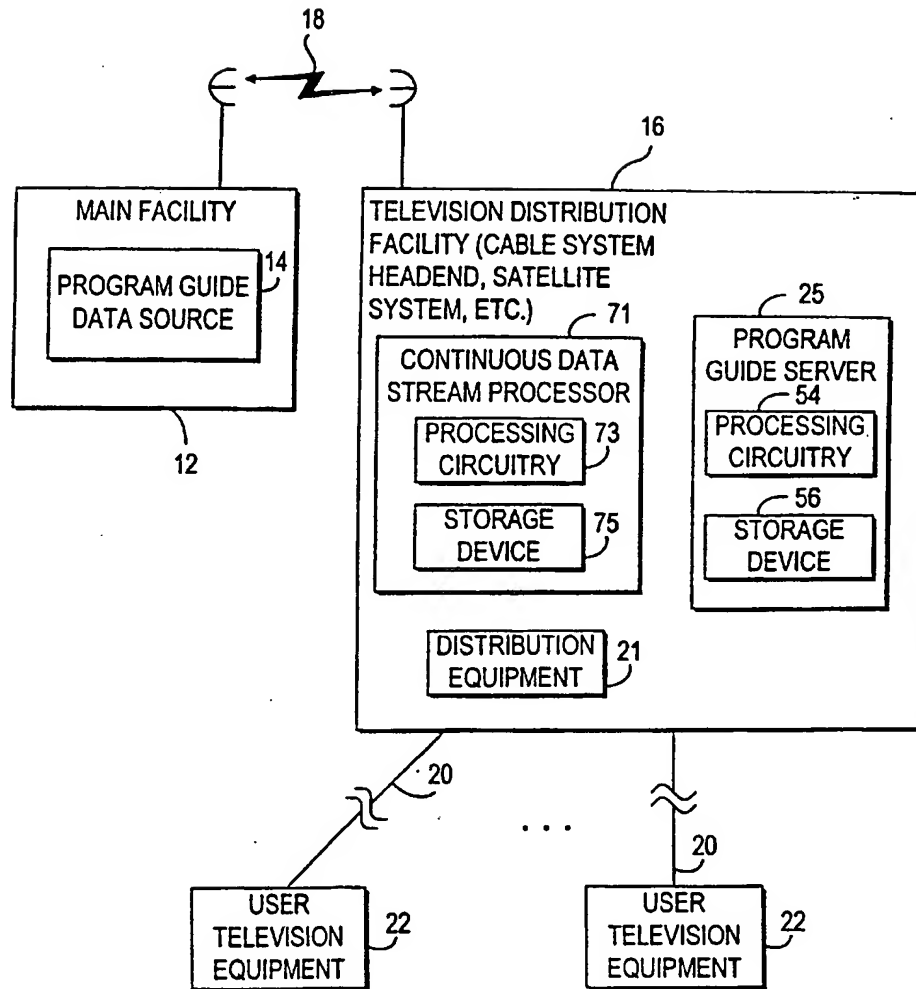 18
16
MAIN FACILITY
14
PROGRAM GUIDE
DATA SOURCE
12
TELEVISION DISTRIBUTION
FACILITY (CABLE SYSTEM
HEADEND, SATELLITE
SYSTEM, ETC.)
71
CONTINUOUS DATA
STREAM PROCESSOR
PROCESSING
CIRCUITRY
73
STORAGE
DEVICE
75
25
PROGRAM
GUIDE SERVER
54
PROCESSING
CIRCUITRY
56
STORAGE
DEVICE
DISTRIBUTION
EQUIPMENT
21
20
. . .
20
USER
TELEVISION
EQUIPMENT
22
USER
TELEVISION
EQUIPMENT
22